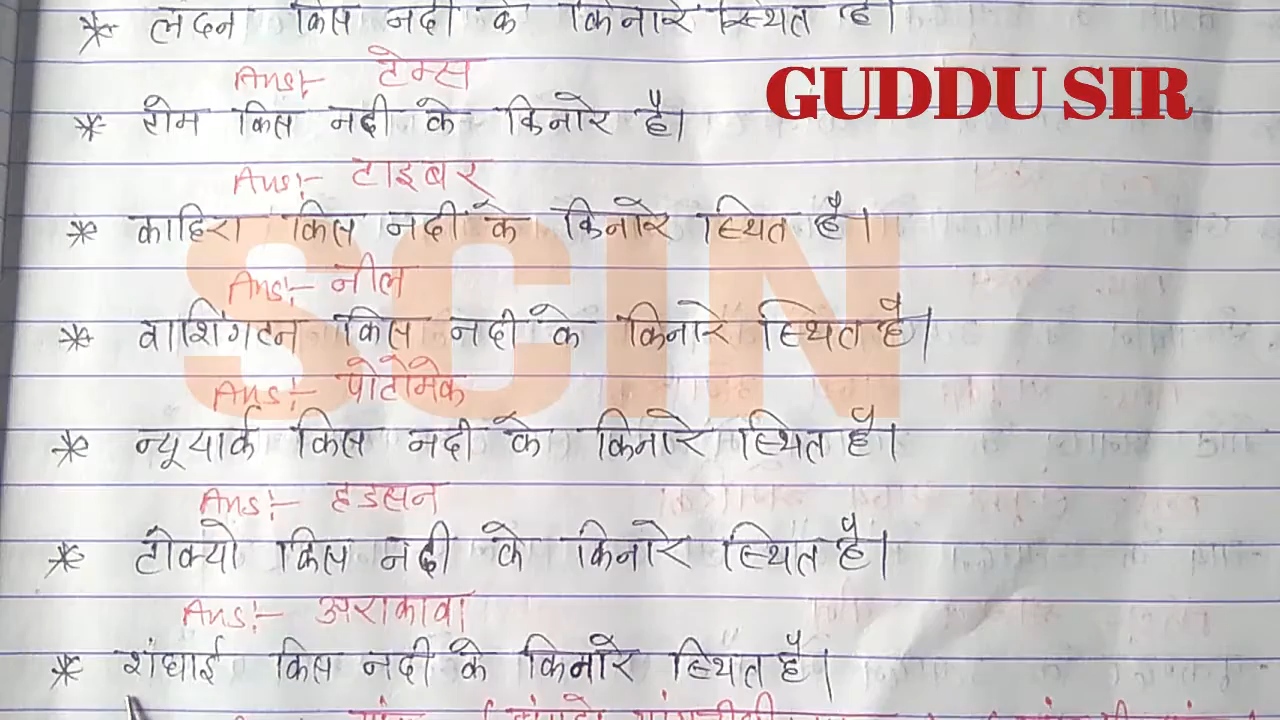 * लंदन किस नदी के किनारे स्थित है।
Ans:- टेम्स
GUDDU SIR
* रोम किस नदी के किनारे है।
Ans:- टाइबर
* काहिरा किस नदी के किनारे स्थित है।
Ans:- नील
SCIN
* वाशिंगटन किस नदी के किनारे स्थित है।
Ans:- पोटोमेक
* न्यूयार्क किस नदी के किनारे स्थित है।
Ans:- हडसन
* टोक्यो किस नदी के किनारे स्थित है।
Ans:- अराकावा
* शंघाई किस नदी के किनारे स्थित है।